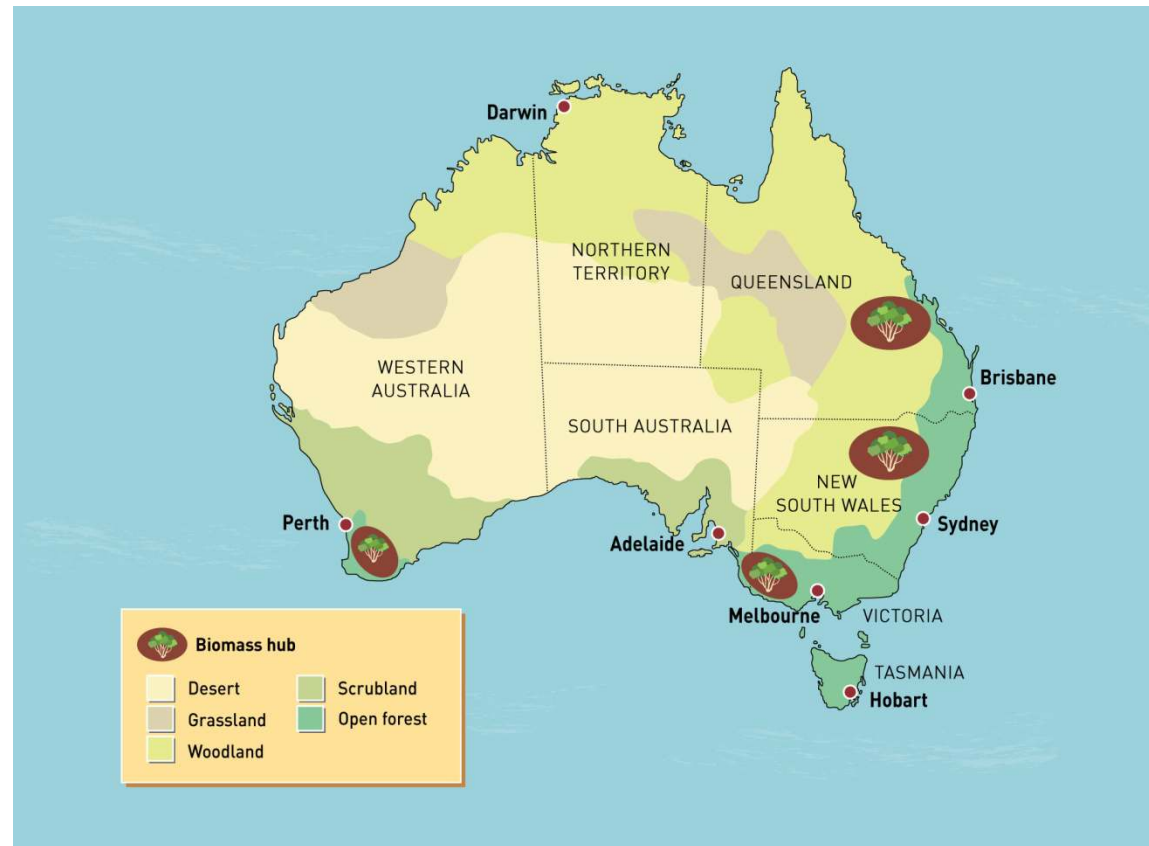 Darwin
NORTHERN
TERRITORY
QUEENSLAND
WESTERN
AUSTRALIA
Brisbane
SOUTH AUSTRALIA
NEW
SOUTH WALES
Perth
Adelaide
Sydney
Melbourne
VICTORIA
TASMANIA
Hobart
Biomass hub
Desert
Grassland
Woodland
Scrubland
Open forest